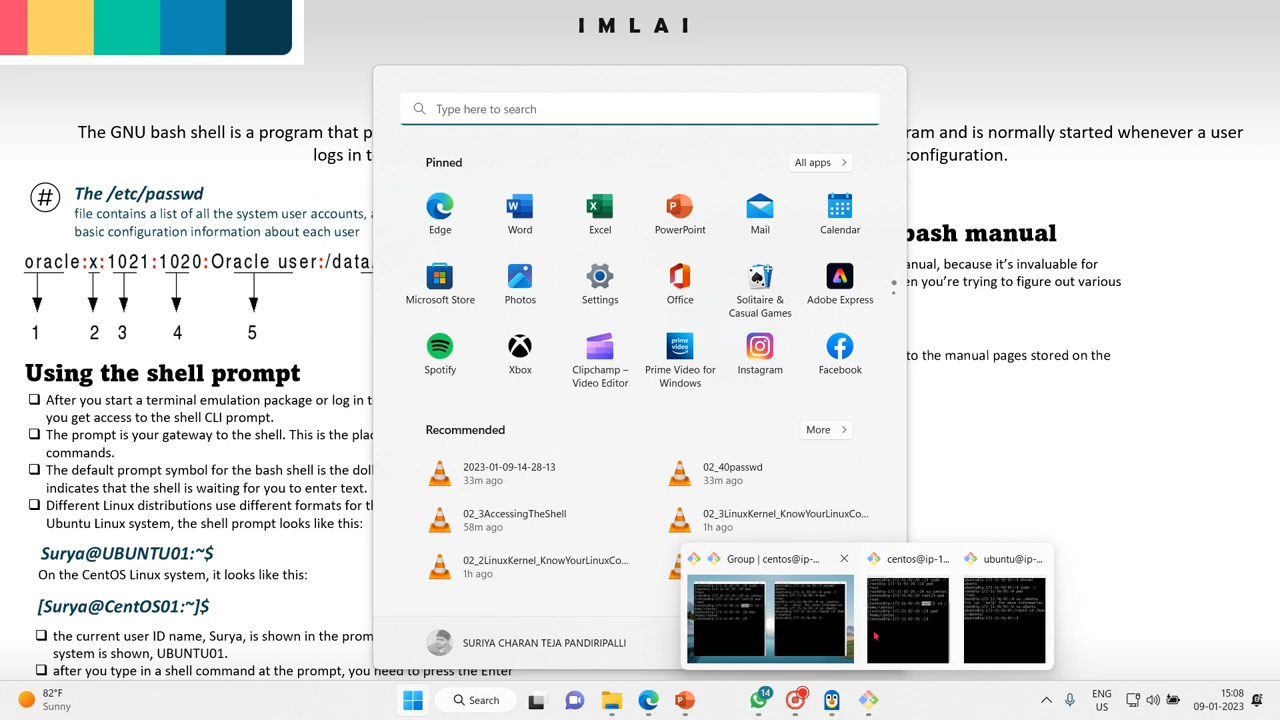 IMLAI
The GNU bash shell is a program that p
ram and is normally started whenever a user
logs in t
configuration.
Type here to search
Pinned
All apps
# The /etc/passwd
file contains a list of all the system user accounts, a
basic configuration information about each user
oracle:x:1021:1020:Oracle user:/data
1 2 3 4 5
Edge Word Excel PowerPoint Mail Calendar
bash manual
anual, because it's invaluable for
en you're trying to figure out various
Microsoft Store Photos Settings Office Solitaire & Casual Games Adobe Express
to the manual pages stored on the
Spotify Xbox Clipchamp – Video Editor Prime Video for Windows Instagram Facebook
Using the shell prompt
After you start a terminal emulation package or log in t
you get access to the shell CLI prompt.
The prompt is your gateway to the shell. This is the plac
commands.
The default prompt symbol for the bash shell is the doll
indicates that the shell is waiting for you to enter text.
Different Linux distributions use different formats for th
Ubuntu Linux system, the shell prompt looks like this:
Surya@UBUNTU01:~$
On the CentOS Linux system, it looks like this:
[Surya@CentOS01:~]$
the current user ID name, Surya, is shown in the prom
system is shown, UBUNTU01.
after you type in a shell command at the prompt, you need to press the Enter
Recommended
More
2023-01-09-14-28-13
33m ago
02_40passwd
33m ago
02_3AccessingTheShell
58m ago
02_3LinuxKernel_KnowYourLinuxCo...
1h ago
02_2LinuxKernel_KnowYourLinuxCo...
1h ago
Group | centos@ip-...
centos@ip-1...
ubuntu@ip-...
SURIYA CHARAN TEJA PANDIRIPALLI
82°F
Sunny
Search
14
ENG
US
15:08
09-01-2023